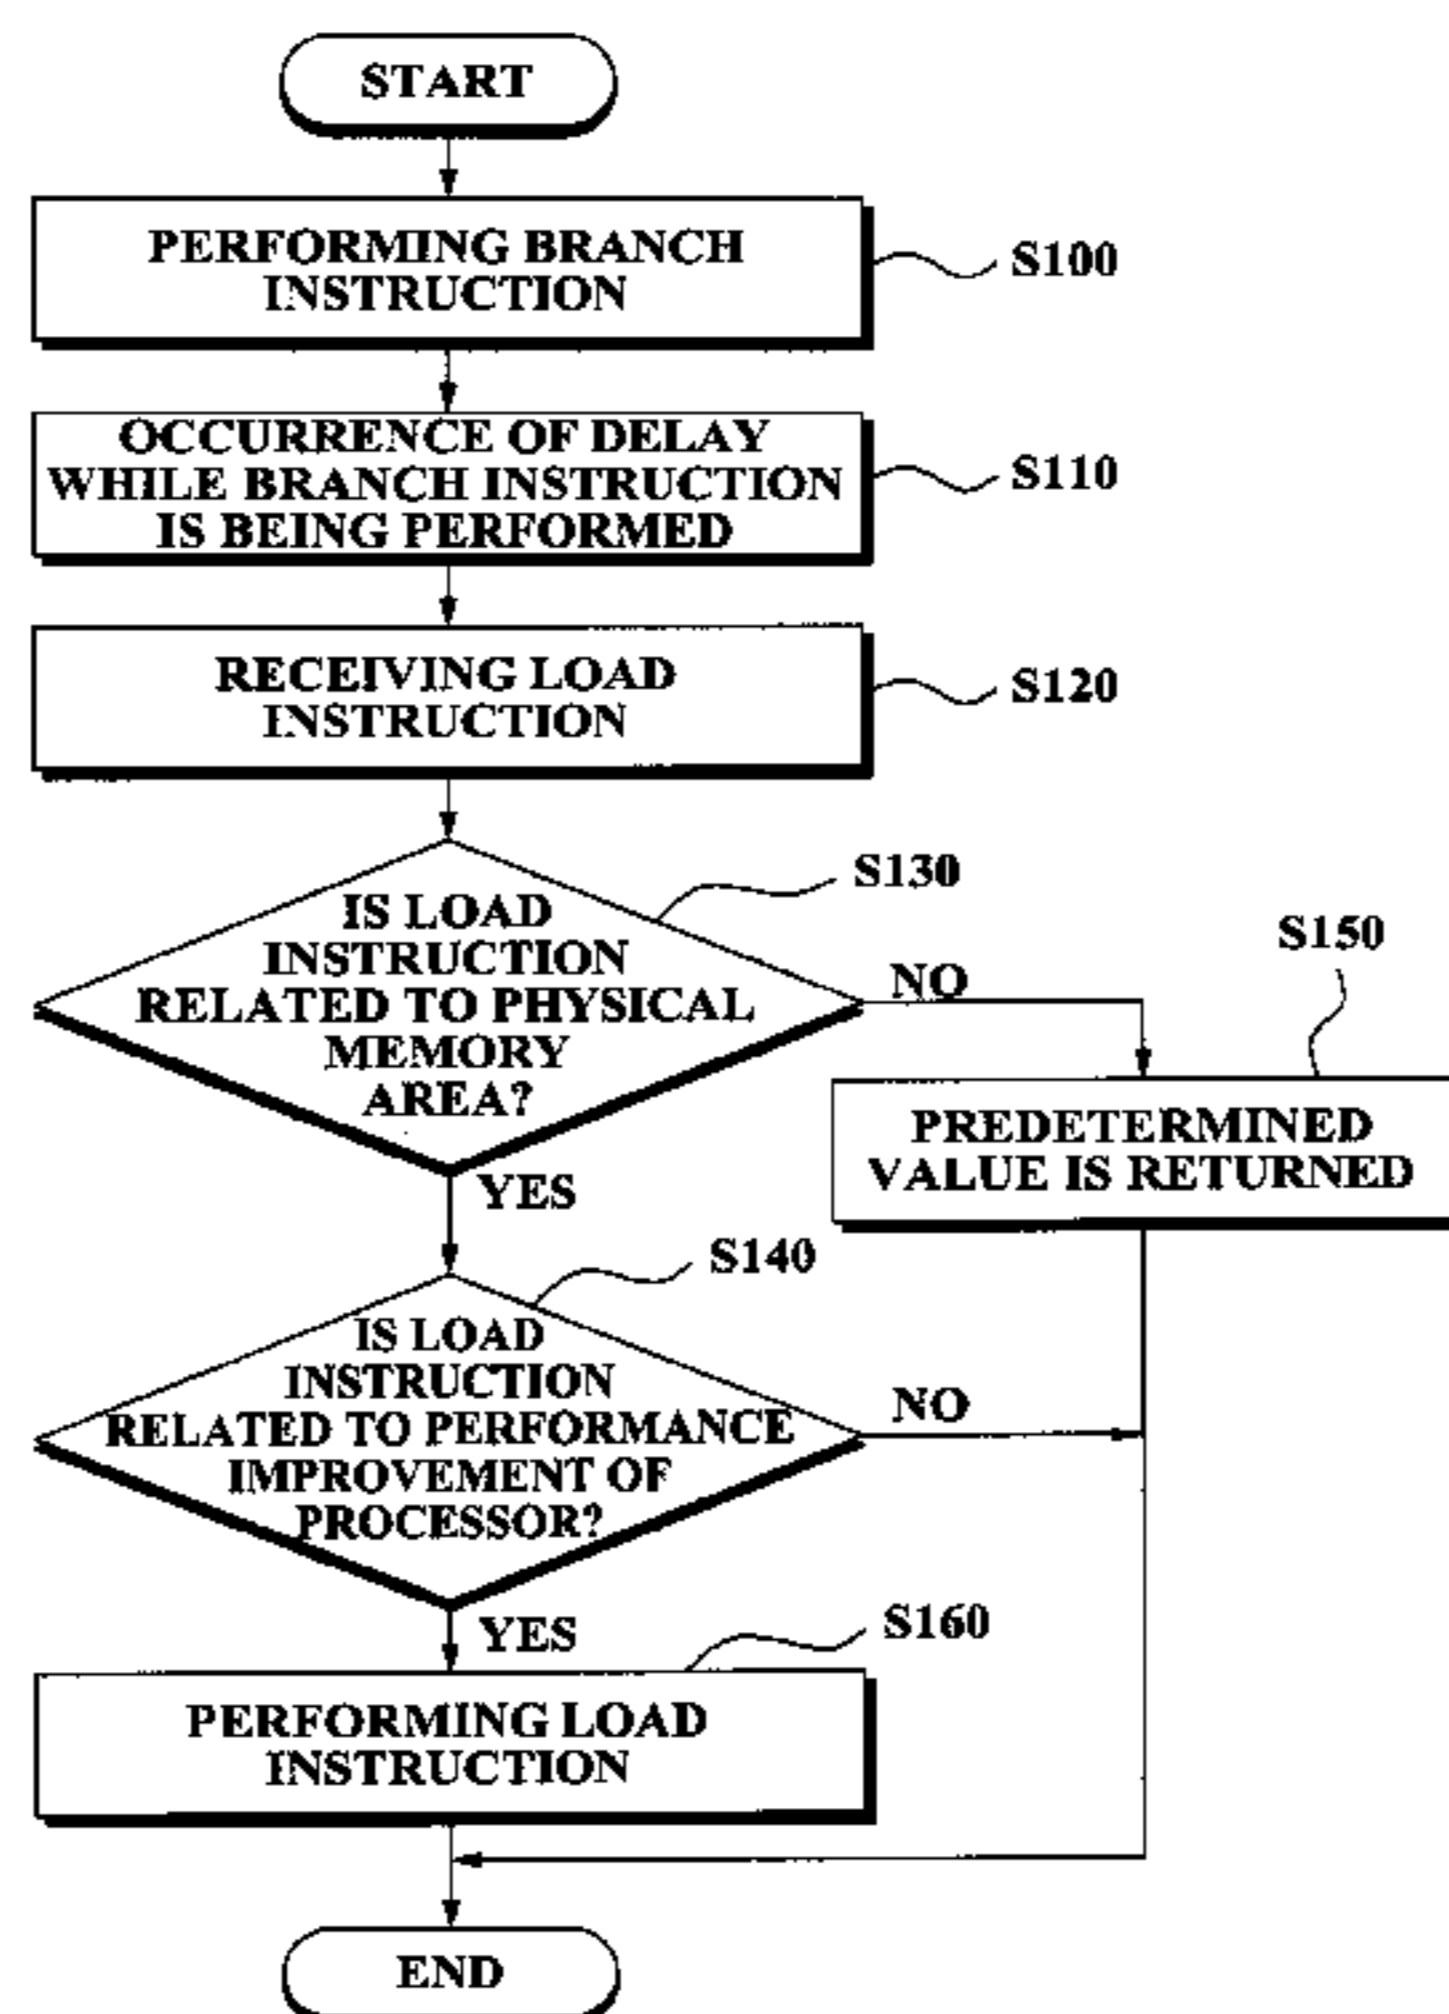 START
PERFORMING BRANCH
INSTRUCTION
S100
OCCURRENCE OF DELAY
WHILE BRANCH INSTRUCTION
IS BEING PERFORMED
S110
RECEIVING LOAD
INSTRUCTION
S120
S130
IS LOAD
INSTRUCTION
RELATED TO PHYSICAL
MEMORY
AREA?
NO
YES
S150
PREDETERMINED
VALUE IS RETURNED
S140
IS LOAD
INSTRUCTION
RELATED TO PERFORMANCE
IMPROVEMENT OF
PROCESSOR?
NO
YES
S160
PERFORMING LOAD
INSTRUCTION
END